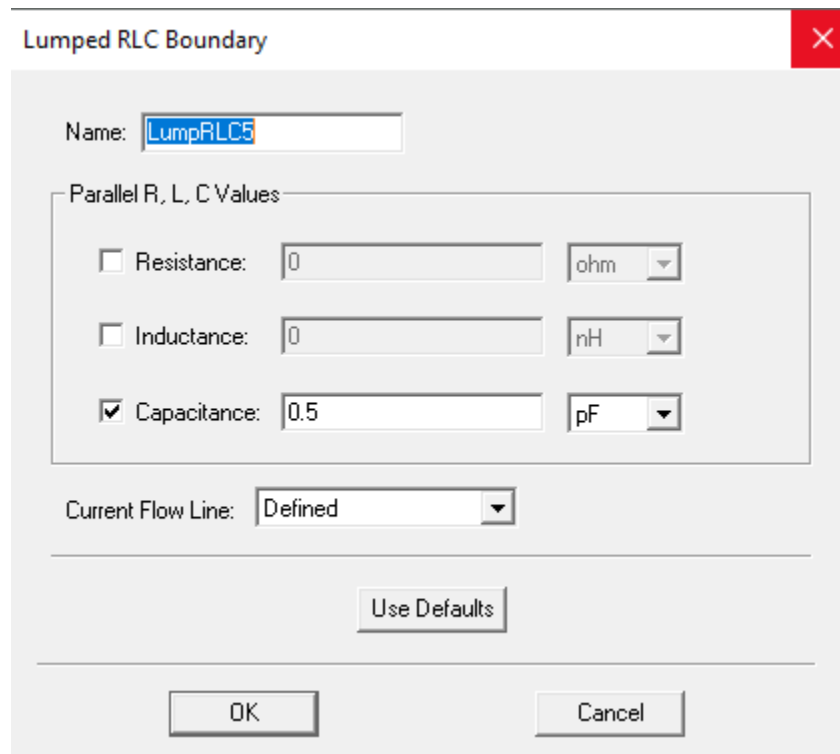 Lumped RLC Boundary
Name: LumpRLC5
Parallel R, L, C Values
Resistance: 0 ohm
Inductance: 0 nH
Capacitance: 0.5 pF
Current Flow Line: Defined
Use Defaults
OK Cancel